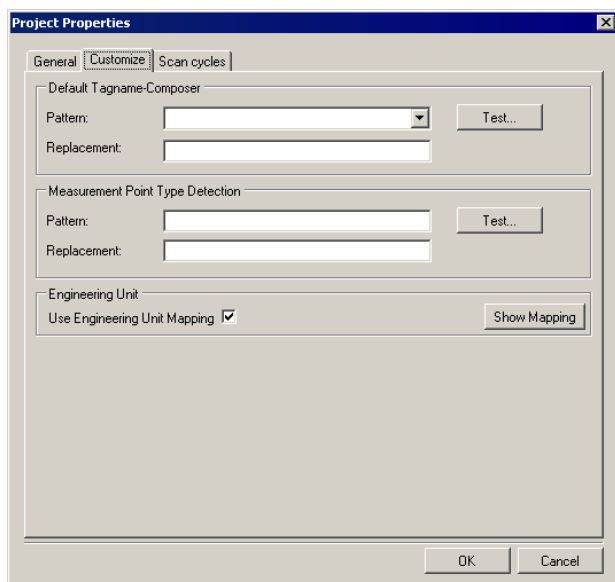 Project Properties
General Customize Scan cycles
Default Tagname-Composer
Pattern: Test...
Replacement:
Measurement Point Type Detection
Pattern: Test...
Replacement:
Engineering Unit
Use Engineering Unit Mapping Show Mapping
OK Cancel